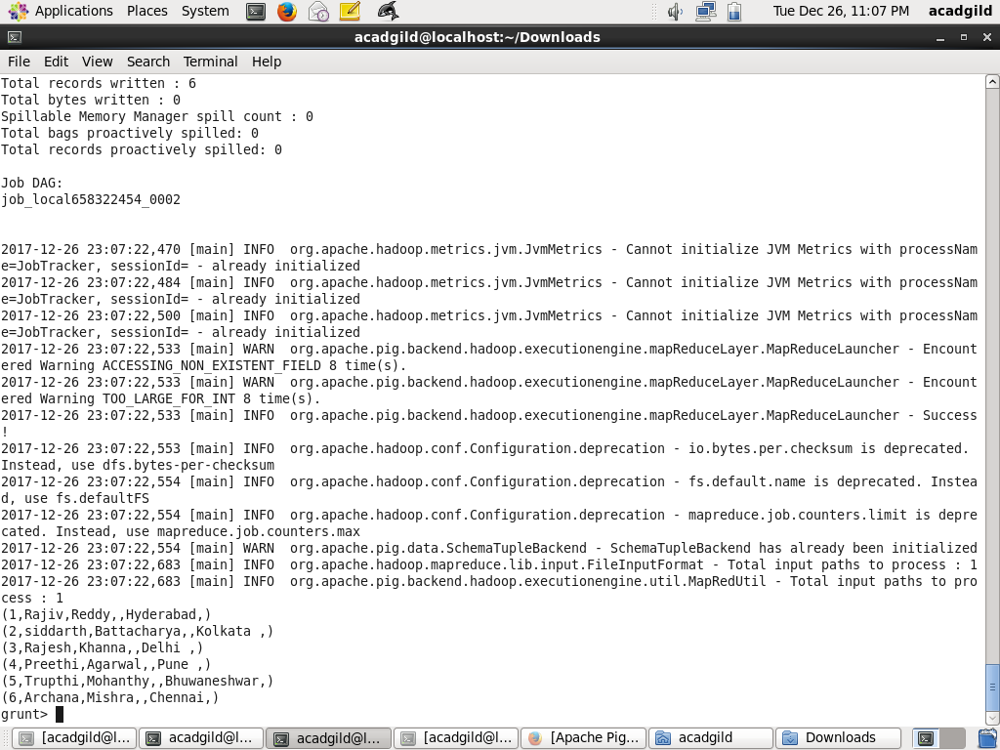 Applications Places System Tue Dec 26, 11:07 PM acadgild
acadgild@localhost:~/Downloads
File Edit View Search Terminal Help
Total records written : 6
Total bytes written : 0
Spillable Memory Manager spill count : 0
Total bags proactively spilled: 0
Total records proactively spilled: 0
Job DAG:
job_local658322454_0002
2017-12-26 23:07:22,470 [main] INFO  org.apache.hadoop.metrics.jvm.JvmMetrics - Cannot initialize JVM Metrics with processNam
e=JobTracker, sessionId= - already initialized
2017-12-26 23:07:22,484 [main] INFO  org.apache.hadoop.metrics.jvm.JvmMetrics - Cannot initialize JVM Metrics with processNam
e=JobTracker, sessionId= - already initialized
2017-12-26 23:07:22,500 [main] INFO  org.apache.hadoop.metrics.jvm.JvmMetrics - Cannot initialize JVM Metrics with processNam
e=JobTracker, sessionId= - already initialized
2017-12-26 23:07:22,533 [main] WARN  org.apache.pig.backend.hadoop.executionengine.mapReduceLayer.MapReduceLauncher - Encount
ered Warning ACCESSING_NON_EXISTENT_FIELD 8 time(s).
2017-12-26 23:07:22,533 [main] WARN  org.apache.pig.backend.hadoop.executionengine.mapReduceLayer.MapReduceLauncher - Encount
ered Warning TOO_LARGE_FOR_INT 8 time(s).
2017-12-26 23:07:22,533 [main] INFO  org.apache.pig.backend.hadoop.executionengine.mapReduceLayer.MapReduceLauncher - Success
!
2017-12-26 23:07:22,553 [main] INFO  org.apache.hadoop.conf.Configuration.deprecation - io.bytes.per.checksum is deprecated.
Instead, use dfs.bytes-per-checksum
2017-12-26 23:07:22,554 [main] INFO  org.apache.hadoop.conf.Configuration.deprecation - fs.default.name is deprecated. Instea
d, use fs.defaultFS
2017-12-26 23:07:22,554 [main] INFO  org.apache.hadoop.conf.Configuration.deprecation - mapreduce.job.counters.limit is depre
cated. Instead, use mapreduce.job.counters.max
2017-12-26 23:07:22,554 [main] WARN  org.apache.pig.data.SchemaTupleBackend - SchemaTupleBackend has already been initialized
2017-12-26 23:07:22,683 [main] INFO  org.apache.hadoop.mapreduce.lib.input.FileInputFormat - Total input paths to process : 1
2017-12-26 23:07:22,683 [main] INFO  org.apache.pig.backend.hadoop.executionengine.util.MapRedUtil - Total input paths to pro
cess : 1
(1,Rajiv,Reddy,,Hyderabad,)
(2,siddarth,Battacharya,,Kolkata ,)
(3,Rajesh,Khanna,,Delhi ,)
(4,Preethi,Agarwal,,Pune ,)
(5,Trupthi,Mohanthy,,Bhuwaneshwar,)
(6,Archana,Mishra,,Chennai,)
grunt>
[acadgild@l... acadgild@l... acadgild@l... [acadgild@l... [Apache Pig... acadgild Downloads